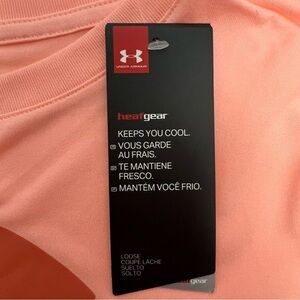 UNDER ARMOUR
heatgear
KEEPS YOU COOL.
VOUS GARDE
AU FRAIS.
TE MANTIENE
FRESCO.
MANTÉM VOCÊ FRIO.
LOOSE
COUPE LÂCHE
SUELTO
SOLTO
gear